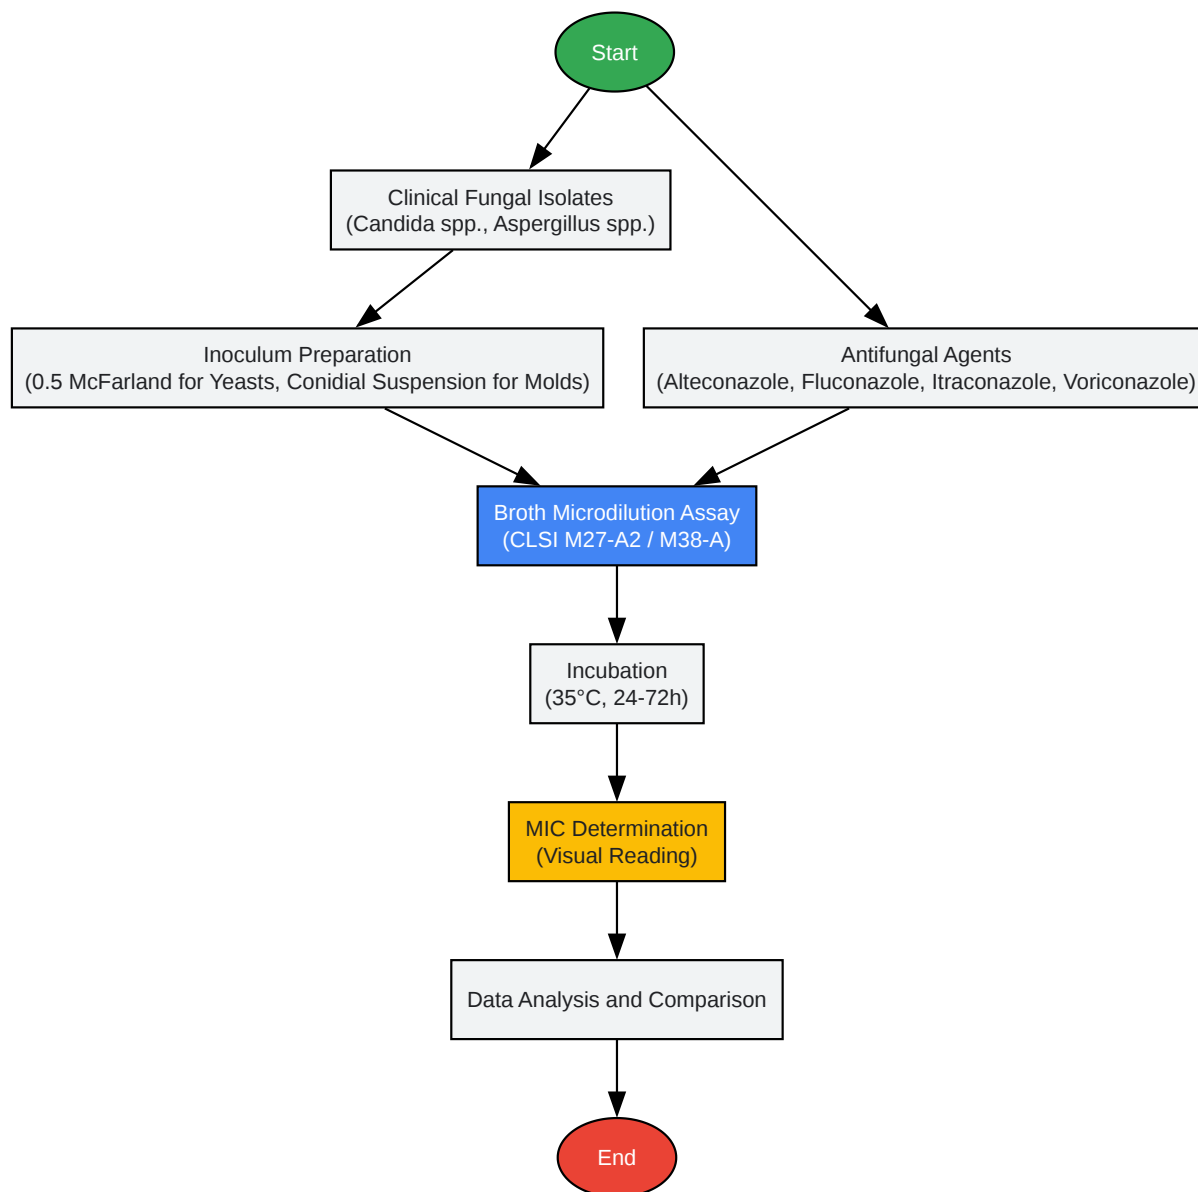 Start
Clinical Fungal Isolates
(Candida spp., Aspergillus spp.)
Inoculum Preparation
(0.5 McFarland for Yeasts, Conidial Suspension for Molds)
Antifungal Agents
(Alteconazole, Fluconazole, Itraconazole, Voriconazole)
Broth Microdilution Assay
(CLSI M27-A2 / M38-A)
Incubation
(35°C, 24-72h)
MIC Determination
(Visual Reading)
Data Analysis and Comparison
End